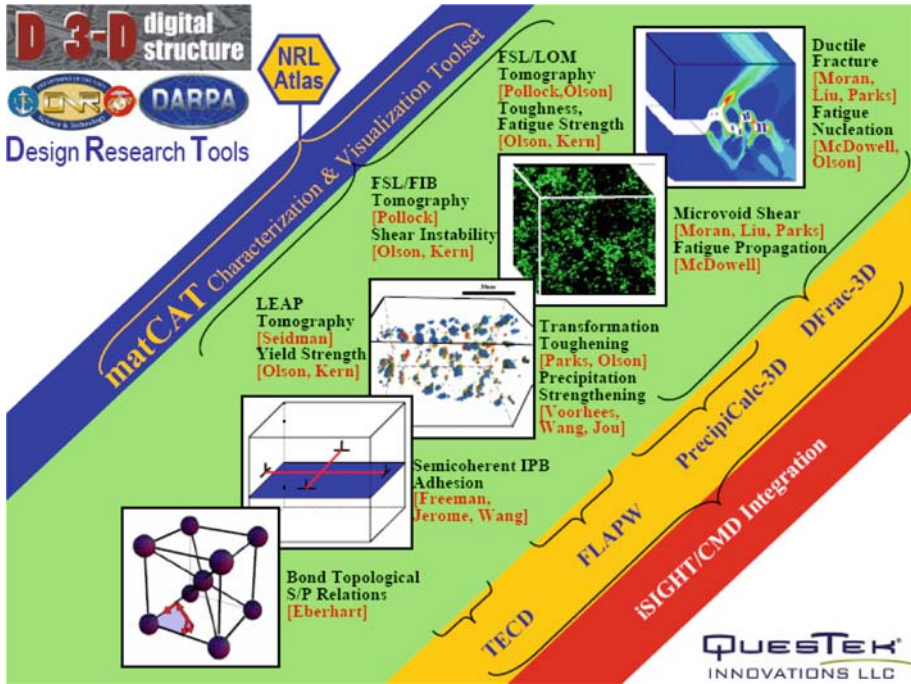 D 3-D digital
structure
NRL
Atlas
ONR
DARPA
Design Research Tools
matCAT Characterization & Visualization Toolset
FSL/LOM
Tomography
[Pollock,Olson]
Toughness,
Fatigue Strength
[Olson, Kern]
Ductile
Fracture
[Moran,
Liu, Parks]
Fatigue
Nucleation
[McDowell,
Olson]
FSL/FIB
Tomography
[Pollock]
Shear Instability
[Olson, Kern]
Microvoid Shear
[Moran, Liu, Parks]
Fatigue Propagation
[McDowell]
LEAP
Tomography
[Seidman]
Yield Strength
[Olson, Kern]
Transformation
Toughening
[Parks, Olson]
Precipitation
Strengthening
[Voorhees,
Wang, Jou]
Semicoherent IPB
Adhesion
[Freeman,
Jerome, Wang]
Bond Topological
S/P Relations
[Eberhart]
TECD
FLAPW
PrecipiCalc-3D
DFrac-3D
iSIGHT/CMD Integration
QUESTEK®
INNOVATIONS LLC